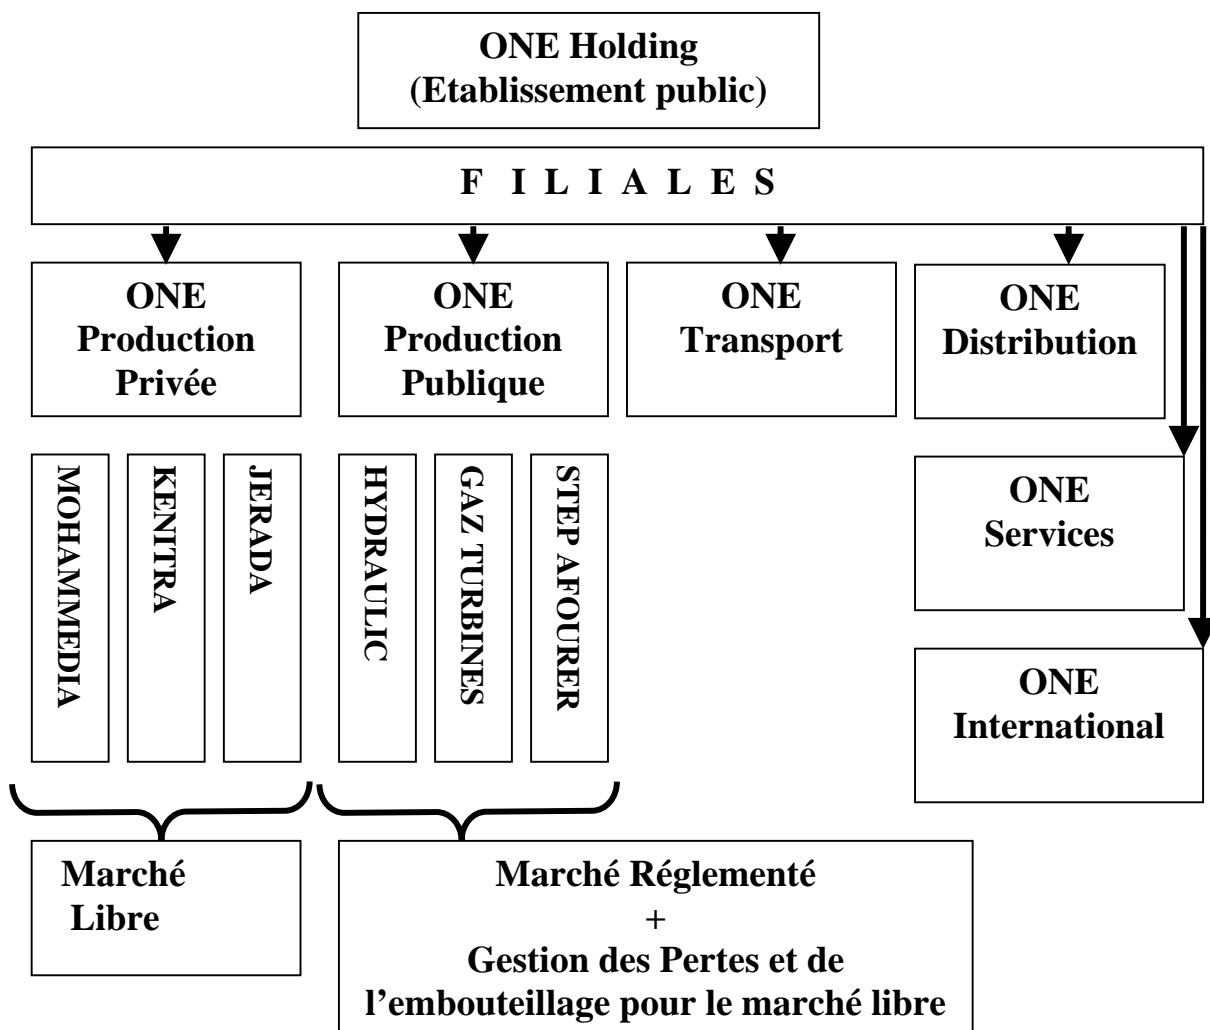 ONE Holding
(Etablissement public)
F I L I A L E S
ONE
Production
Privée
ONE
Production
Publique
ONE
Transport
ONE
Distribution
MOHAMMEDIA
KENITRA
JERADA
HYDRAULIC
GAZ TURBINES
STEP AFOURER
ONE
Services
ONE
International
Marché
Libre
Marché Réglementé
+
Gestion des Pertes et de
l'embouteillage pour le marché libre